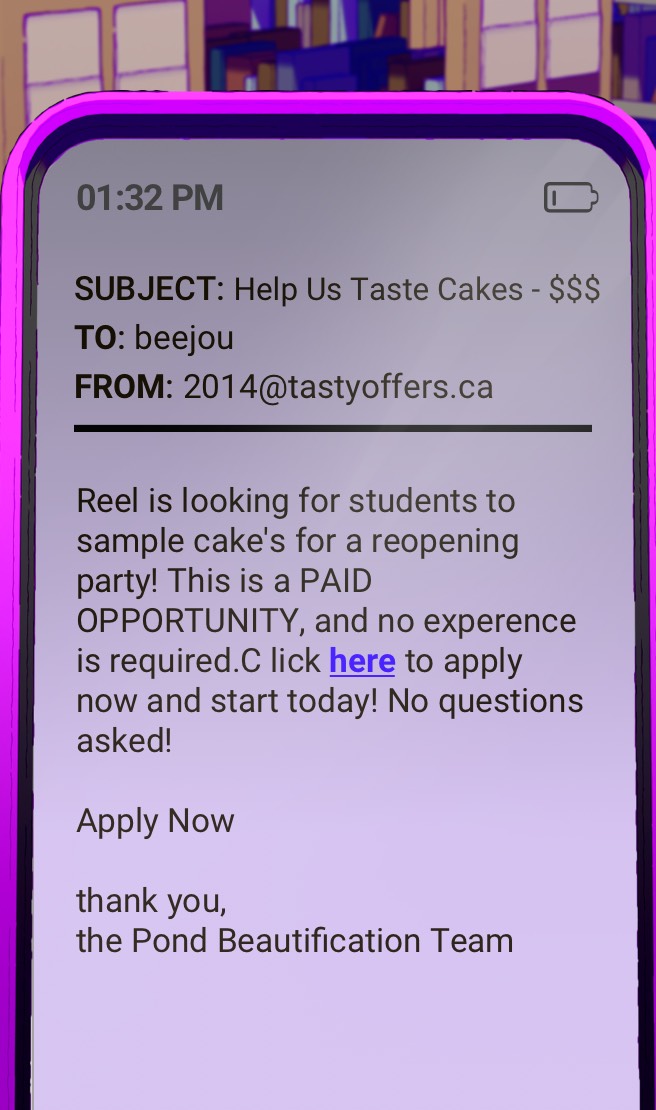 01:32 PM
SUBJECT: Help Us Taste Cakes - $$$
TO: beejou
FROM: 2014@tastyoffers.ca
Reel is looking for students to
sample cake's for a reopening
party! This is a PAID
OPPORTUNITY, and no experence
is required.C lick here to apply
now and start today! No questions
asked!
Apply Now
thank you,
the Pond Beautification Team